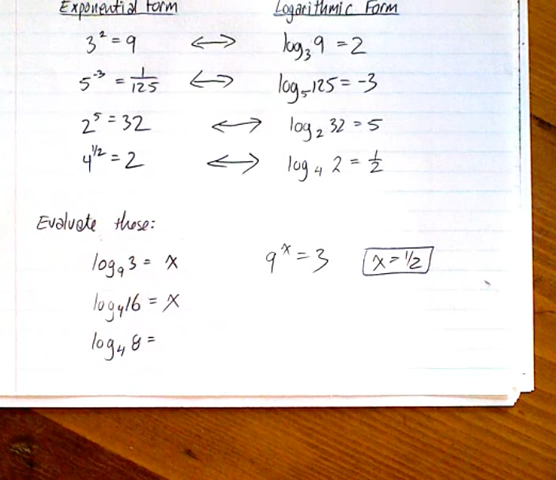 Exponential Form Logarithmic Form
3² = 9 ⟷ log₃ 9 = 2
5⁻³ = 1/125 ⟷ log₅ 125 = -3
2⁵ = 32 ⟷ log₂ 32 = 5
4^(1/2) = 2 ⟷ log₄ 2 = 1/2
Evaluate these:
log₉ 3 = x 9ˣ = 3 x = 1/2
log₄ 16 = x
log₄ 8 =